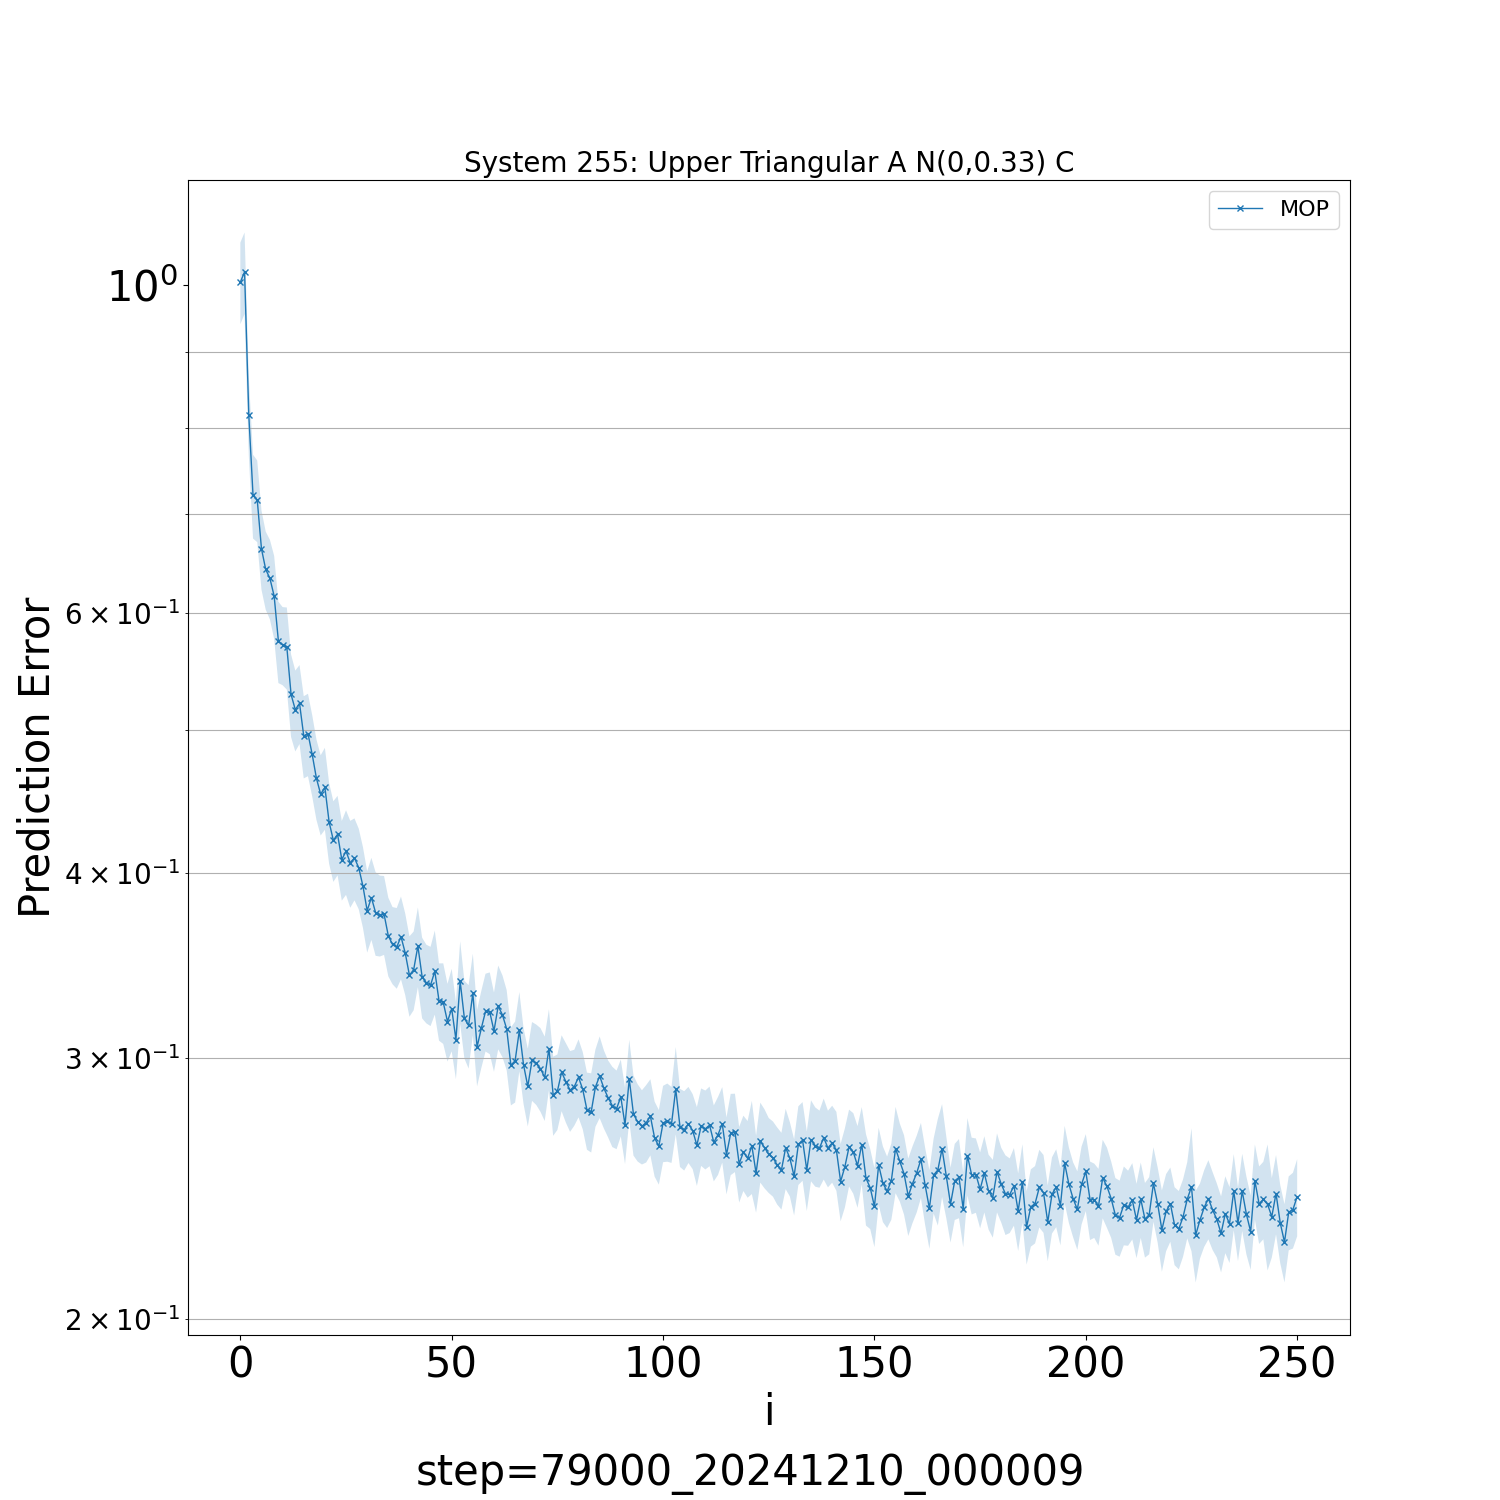 System 255: Upper Triangular A N(0,0.33) C
MOP
10⁰
6 × 10⁻¹
4 × 10⁻¹
3 × 10⁻¹
2 × 10⁻¹
Prediction Error
0 50 100 150 200 250
i
step=79000_20241210_000009